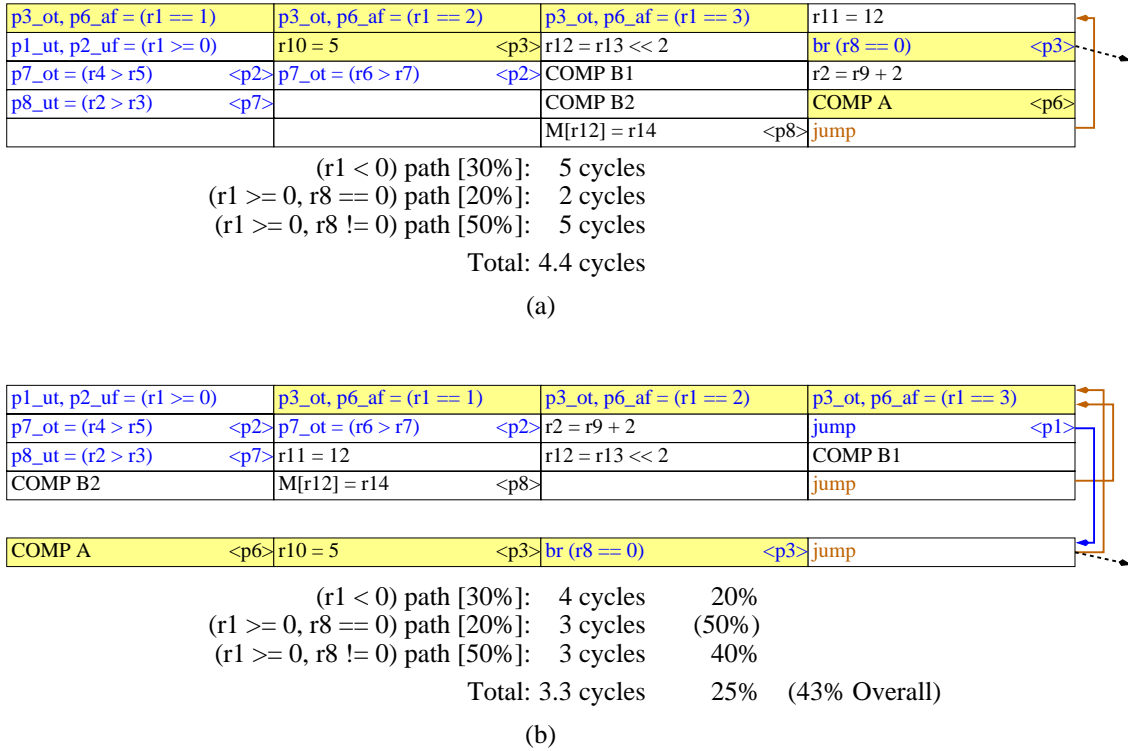 p3_ot, p6_af = (r1 == 1) p3_ot, p6_af = (r1 == 2) p3_ot, p6_af = (r1 == 3) r11 = 12
p1_ut, p2_uf = (r1 >= 0) r10 = 5 <p3> r12 = r13 << 2 br (r8 == 0) <p3>
p7_ot = (r4 > r5) <p2> p7_ot = (r6 > r7) <p2> COMP B1 r2 = r9 + 2
p8_ut = (r2 > r3) <p7> COMP B2 COMP A <p6>
M[r12] = r14 <p8> jump
(r1 < 0) path [30%]: 5 cycles
(r1 >= 0, r8 == 0) path [20%]: 2 cycles
(r1 >= 0, r8 != 0) path [50%]: 5 cycles
Total: 4.4 cycles
(a)
p1_ut, p2_uf = (r1 >= 0) p3_ot, p6_af = (r1 == 1) p3_ot, p6_af = (r1 == 2) p3_ot, p6_af = (r1 == 3)
p7_ot = (r4 > r5) <p2> p7_ot = (r6 > r7) <p2> r2 = r9 + 2 jump <p1>
p8_ut = (r2 > r3) <p7> r11 = 12 r12 = r13 << 2 COMP B1
COMP B2 M[r12] = r14 <p8> jump
COMP A <p6> r10 = 5 <p3> br (r8 == 0) <p3> jump
(r1 < 0) path [30%]: 4 cycles 20%
(r1 >= 0, r8 == 0) path [20%]: 3 cycles (50%)
(r1 >= 0, r8 != 0) path [50%]: 3 cycles 40%
Total: 3.3 cycles 25% (43% Overall)
(b)